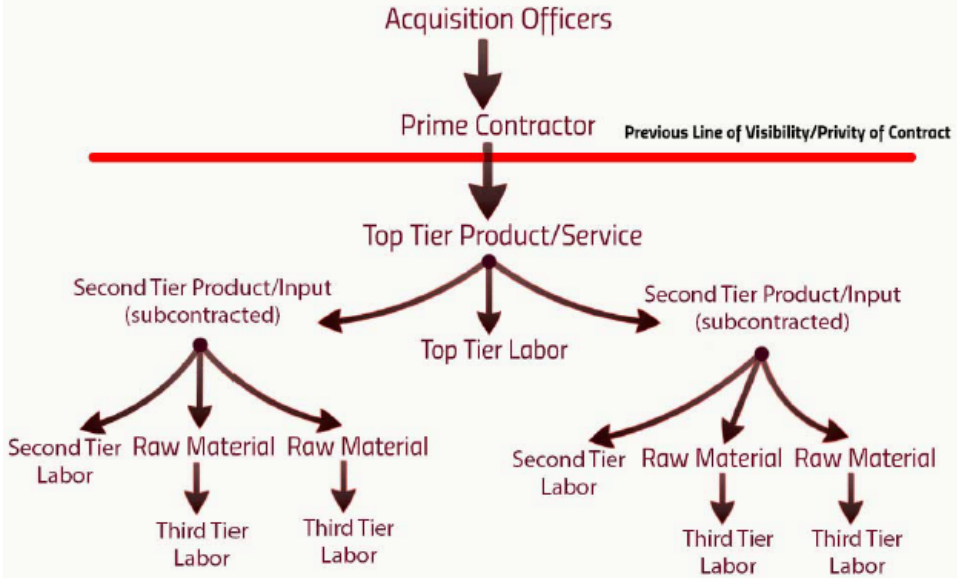 Acquisition Officers
Prime Contractor
Previous Line of Visibility/Privity of Contract
Top Tier Product/Service
Second Tier Product/Input
(subcontracted)
Top Tier Labor
Second Tier Product/Input
(subcontracted)
Second Tier
Labor
Raw Material
Raw Material
Third Tier
Labor
Third Tier
Labor
Second Tier
Labor
Raw Material
Raw Material
Third Tier
Labor
Third Tier
Labor